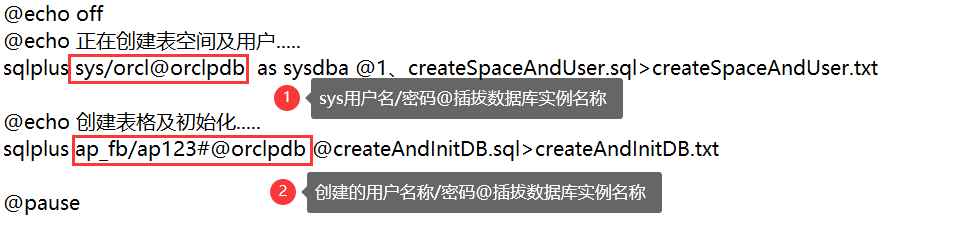 @echo off
@echo 正在创建表空间及用户.....
sqlplus sys/orcl@orclpdb  as sysdba @1、createSpaceAndUser.sql>createSpaceAndUser.txt
1 sys用户名/密码@插拔数据库实例名称
@echo 创建表格及初始化.....
sqlplus ap_fb/ap123#@orclpdb @createAndInitDB.sql>createAndInitDB.txt
2 创建的用户名称/密码@插拔数据库实例名称
@pause